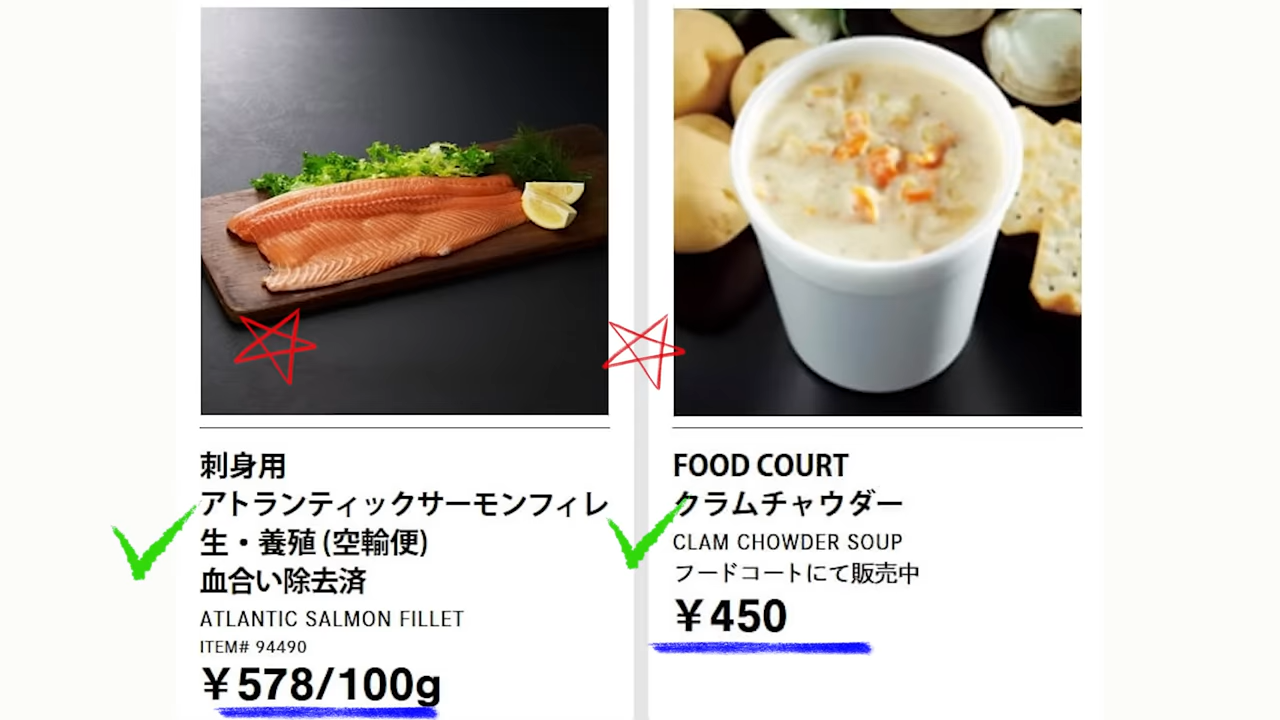 刺身用
アトランティックサーモンフィレ
生・養殖 (空輸便)
血合い除去済
ATLANTIC SALMON FILLET
ITEM# 94490
￥578/100g
FOOD COURT
クラムチャウダー
CLAM CHOWDER SOUP
フードコートにて販売中
￥450